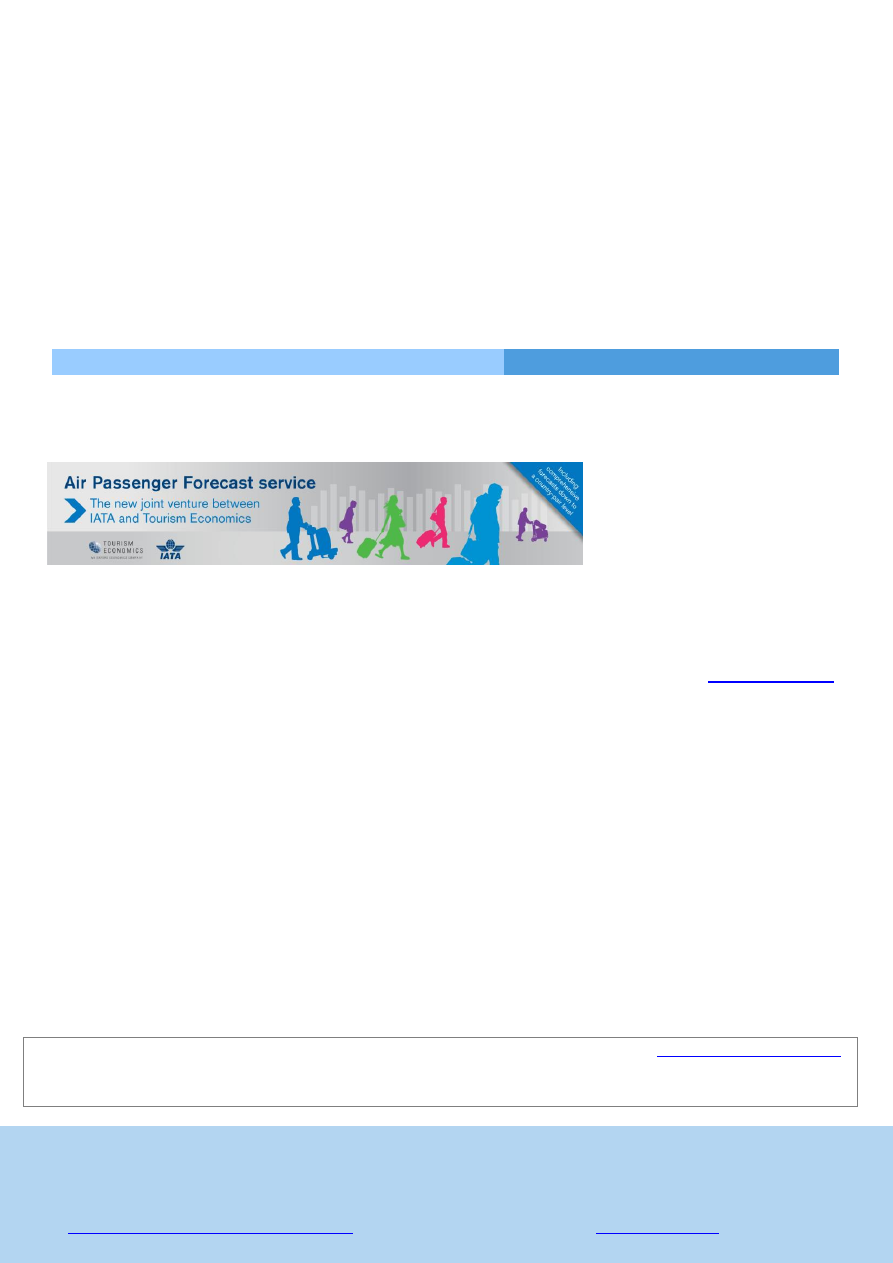 Air Passenger Forecast service
The new joint venture between
IATA and Tourism Economics
TOURISM
ECONOMICS
IATA
Including
comprehensive
forecasts down to
a country-pair level